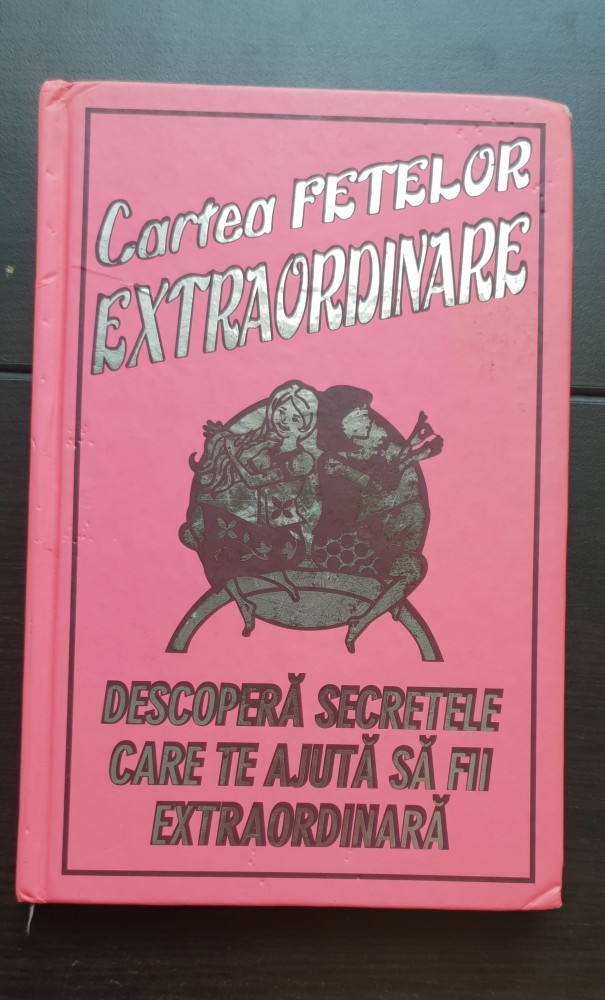 Cartea FETELOR
EXTRAORDINARE
DESCOPERĂ SECRETELE
CARE TE AJUTĂ SĂ FII
EXTRAORDINARĂ